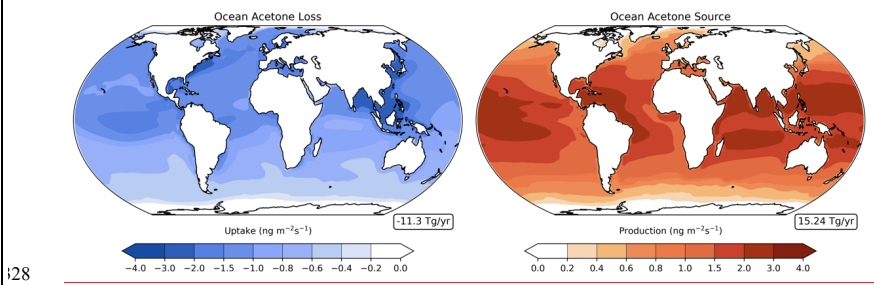 Ocean Acetone Loss
Ocean Acetone Source
-11.3 Tg/yr
15.24 Tg/yr
Uptake (ng m⁻²s⁻¹)
Production (ng m⁻²s⁻¹)
−4.0 −3.0 −2.0 −1.5 −1.0 −0.8 −0.6 −0.4 −0.2 0.0
0.0 0.2 0.4 0.6 0.8 1.0 1.5 2.0 3.0 4.0
328